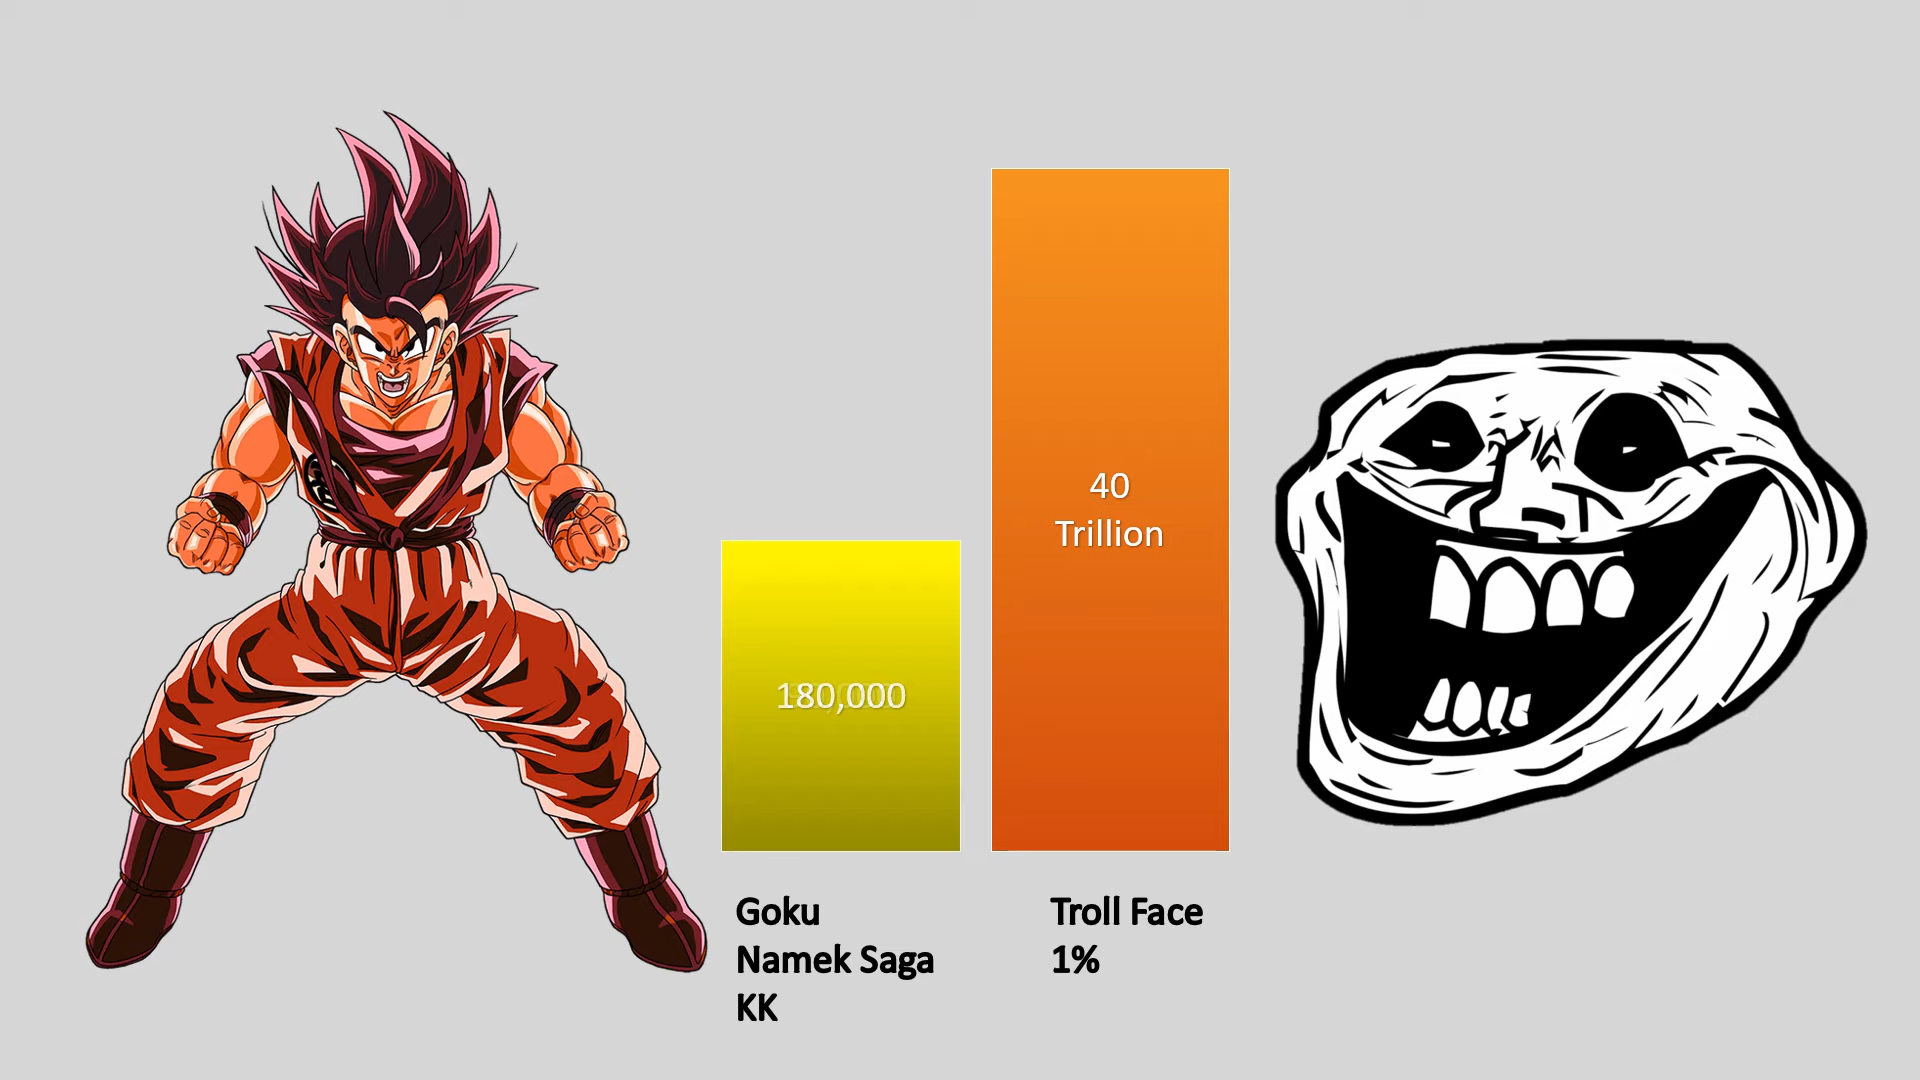 40
Trillion
180,000
Goku
Namek Saga
KK
Troll Face
1%